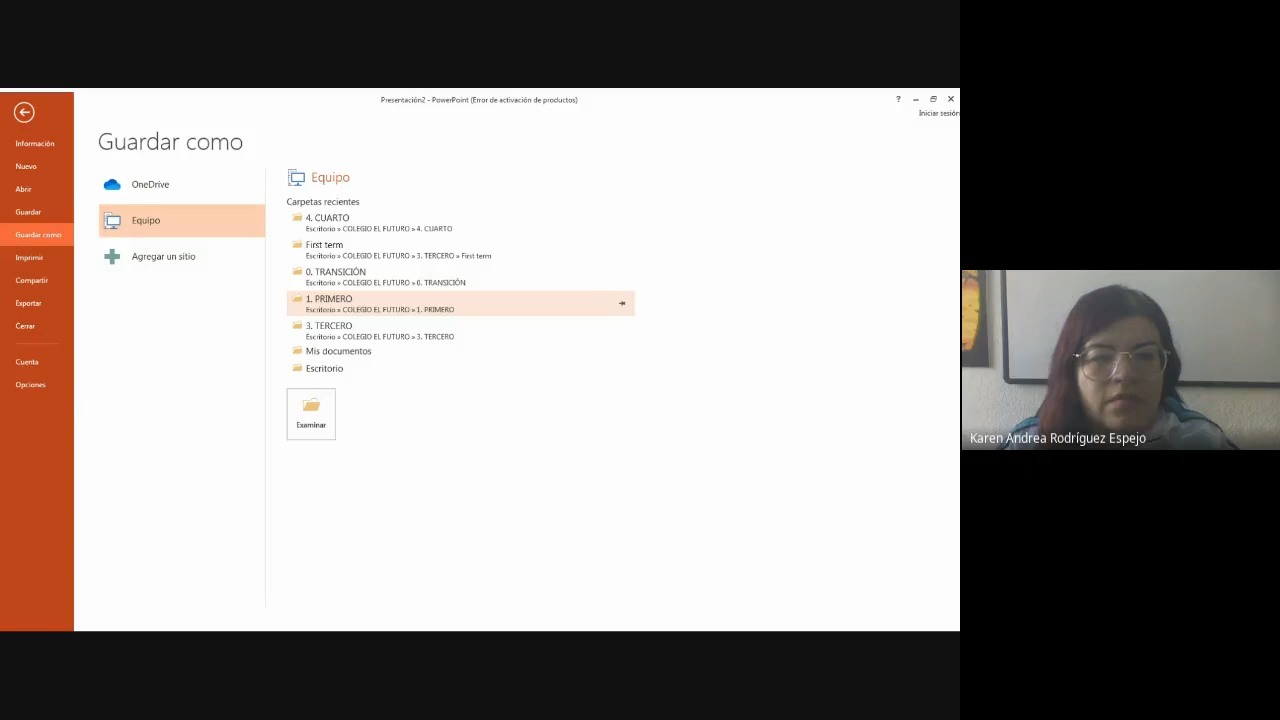 Presentación2 - PowerPoint (Error de activación de productos)
?
Iniciar sesión
Información
Nuevo
Abrir
Guardar
Guardar como
Imprimir
Compartir
Exportar
Cerrar
Cuenta
Opciones
Guardar como
OneDrive
Equipo
Agregar un sitio
Equipo
Carpetas recientes
4. CUARTO
Escritorio » COLEGIO EL FUTURO » 4. CUARTO
First term
Escritorio » COLEGIO EL FUTURO » 3. TERCERO » First term
0. TRANSICIÓN
Escritorio » COLEGIO EL FUTURO » 0. TRANSICIÓN
1. PRIMERO
Escritorio » COLEGIO EL FUTURO » 1. PRIMERO
3. TERCERO
Escritorio » COLEGIO EL FUTURO » 3. TERCERO
Mis documentos
Escritorio
Examinar
Karen Andrea Rodríguez Espejo